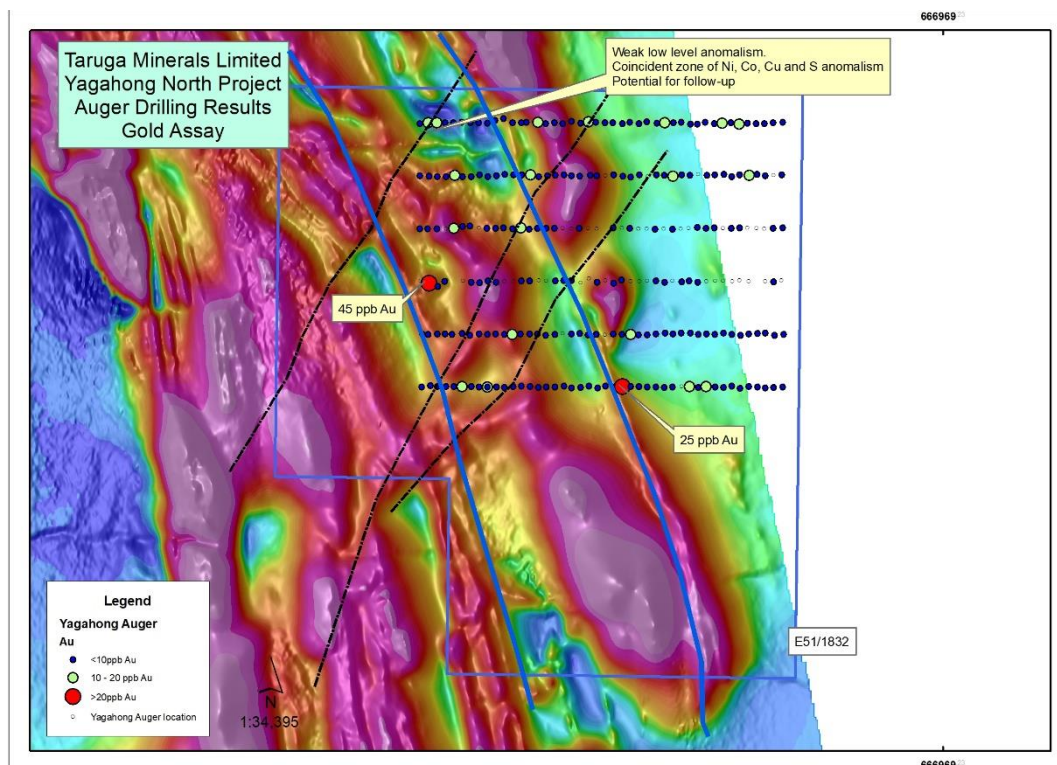 666969
Taruga Minerals Limited
Yagahong North Project
Auger Drilling Results
Gold Assay
Weak low level anomalism.
Coincident zone of Ni, Co, Cu and S anomalism
Potential for follow-up
45 ppb Au
25 ppb Au
E51/1832
Legend
Yagahong Auger
Au
<10ppb Au
10 - 20 ppb Au
>20ppb Au
Yagahong Auger location
N
1:34,395
666969